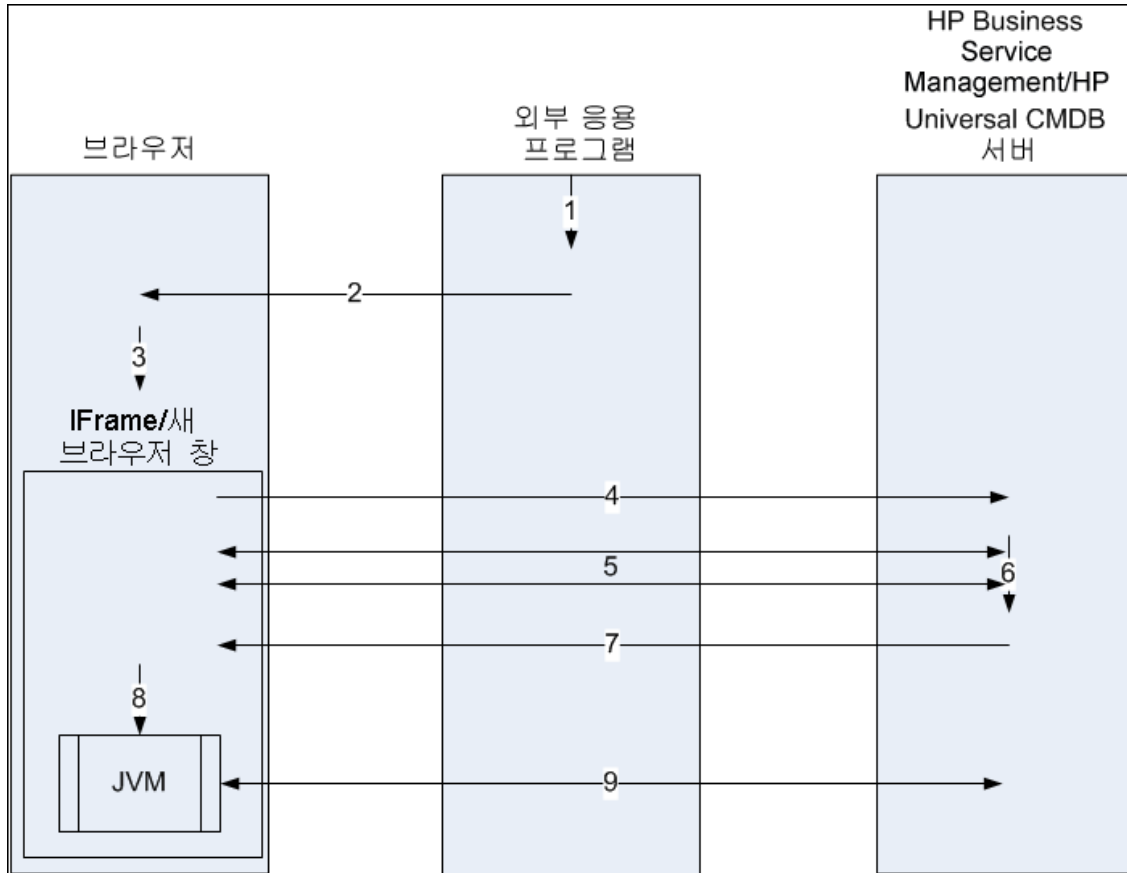 브라우저
외부 응용
프로그램
HP Business
Service
Management/HP
Universal CMDB
서버
1
2
3
IFrame/새
브라우저 창
4
5
6
7
8
JVM
9